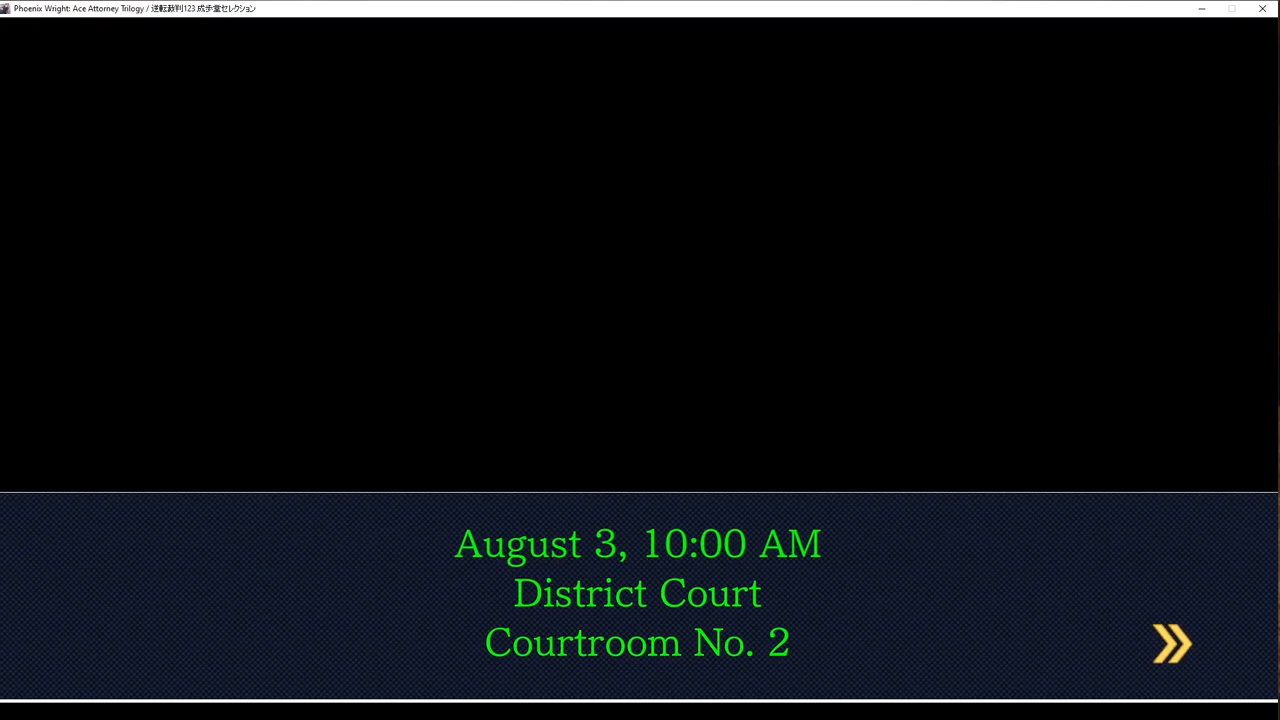 Phoenix Wright: Ace Attorney Trilogy / 逆転裁判123 成歩堂セレクション
August 3, 10:00 AM
District Court
Courtroom No. 2